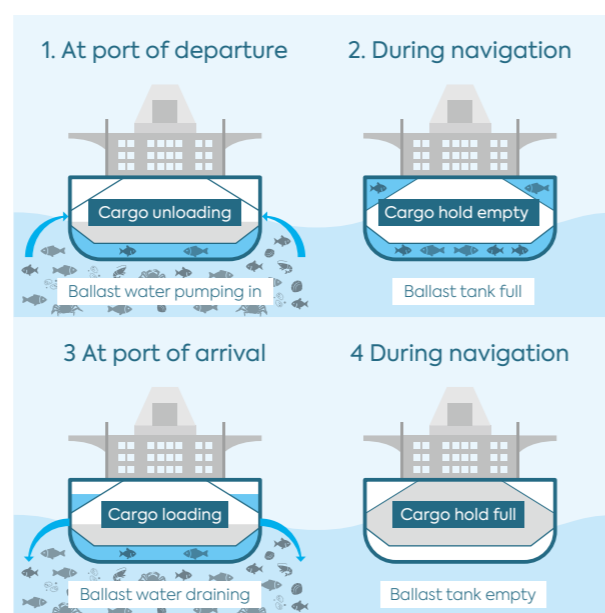 1. At port of departure
2. During navigation
Cargo unloading
Cargo hold empty
Ballast water pumping in
Ballast tank full
3 At port of arrival
4 During navigation
Cargo loading
Cargo hold full
Ballast water draining
Ballast tank empty